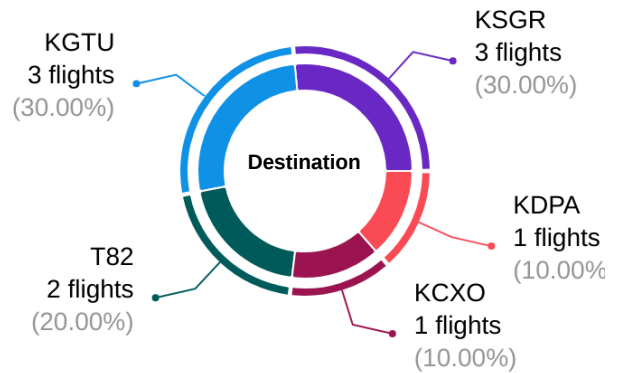 KGTU
3 flights
(30.00%)
KSGR
3 flights
(30.00%)
Destination
KDPA
1 flights
(10.00%
T82
2 flights
(20.00%)
KCXO
1 flights
(10.00%)